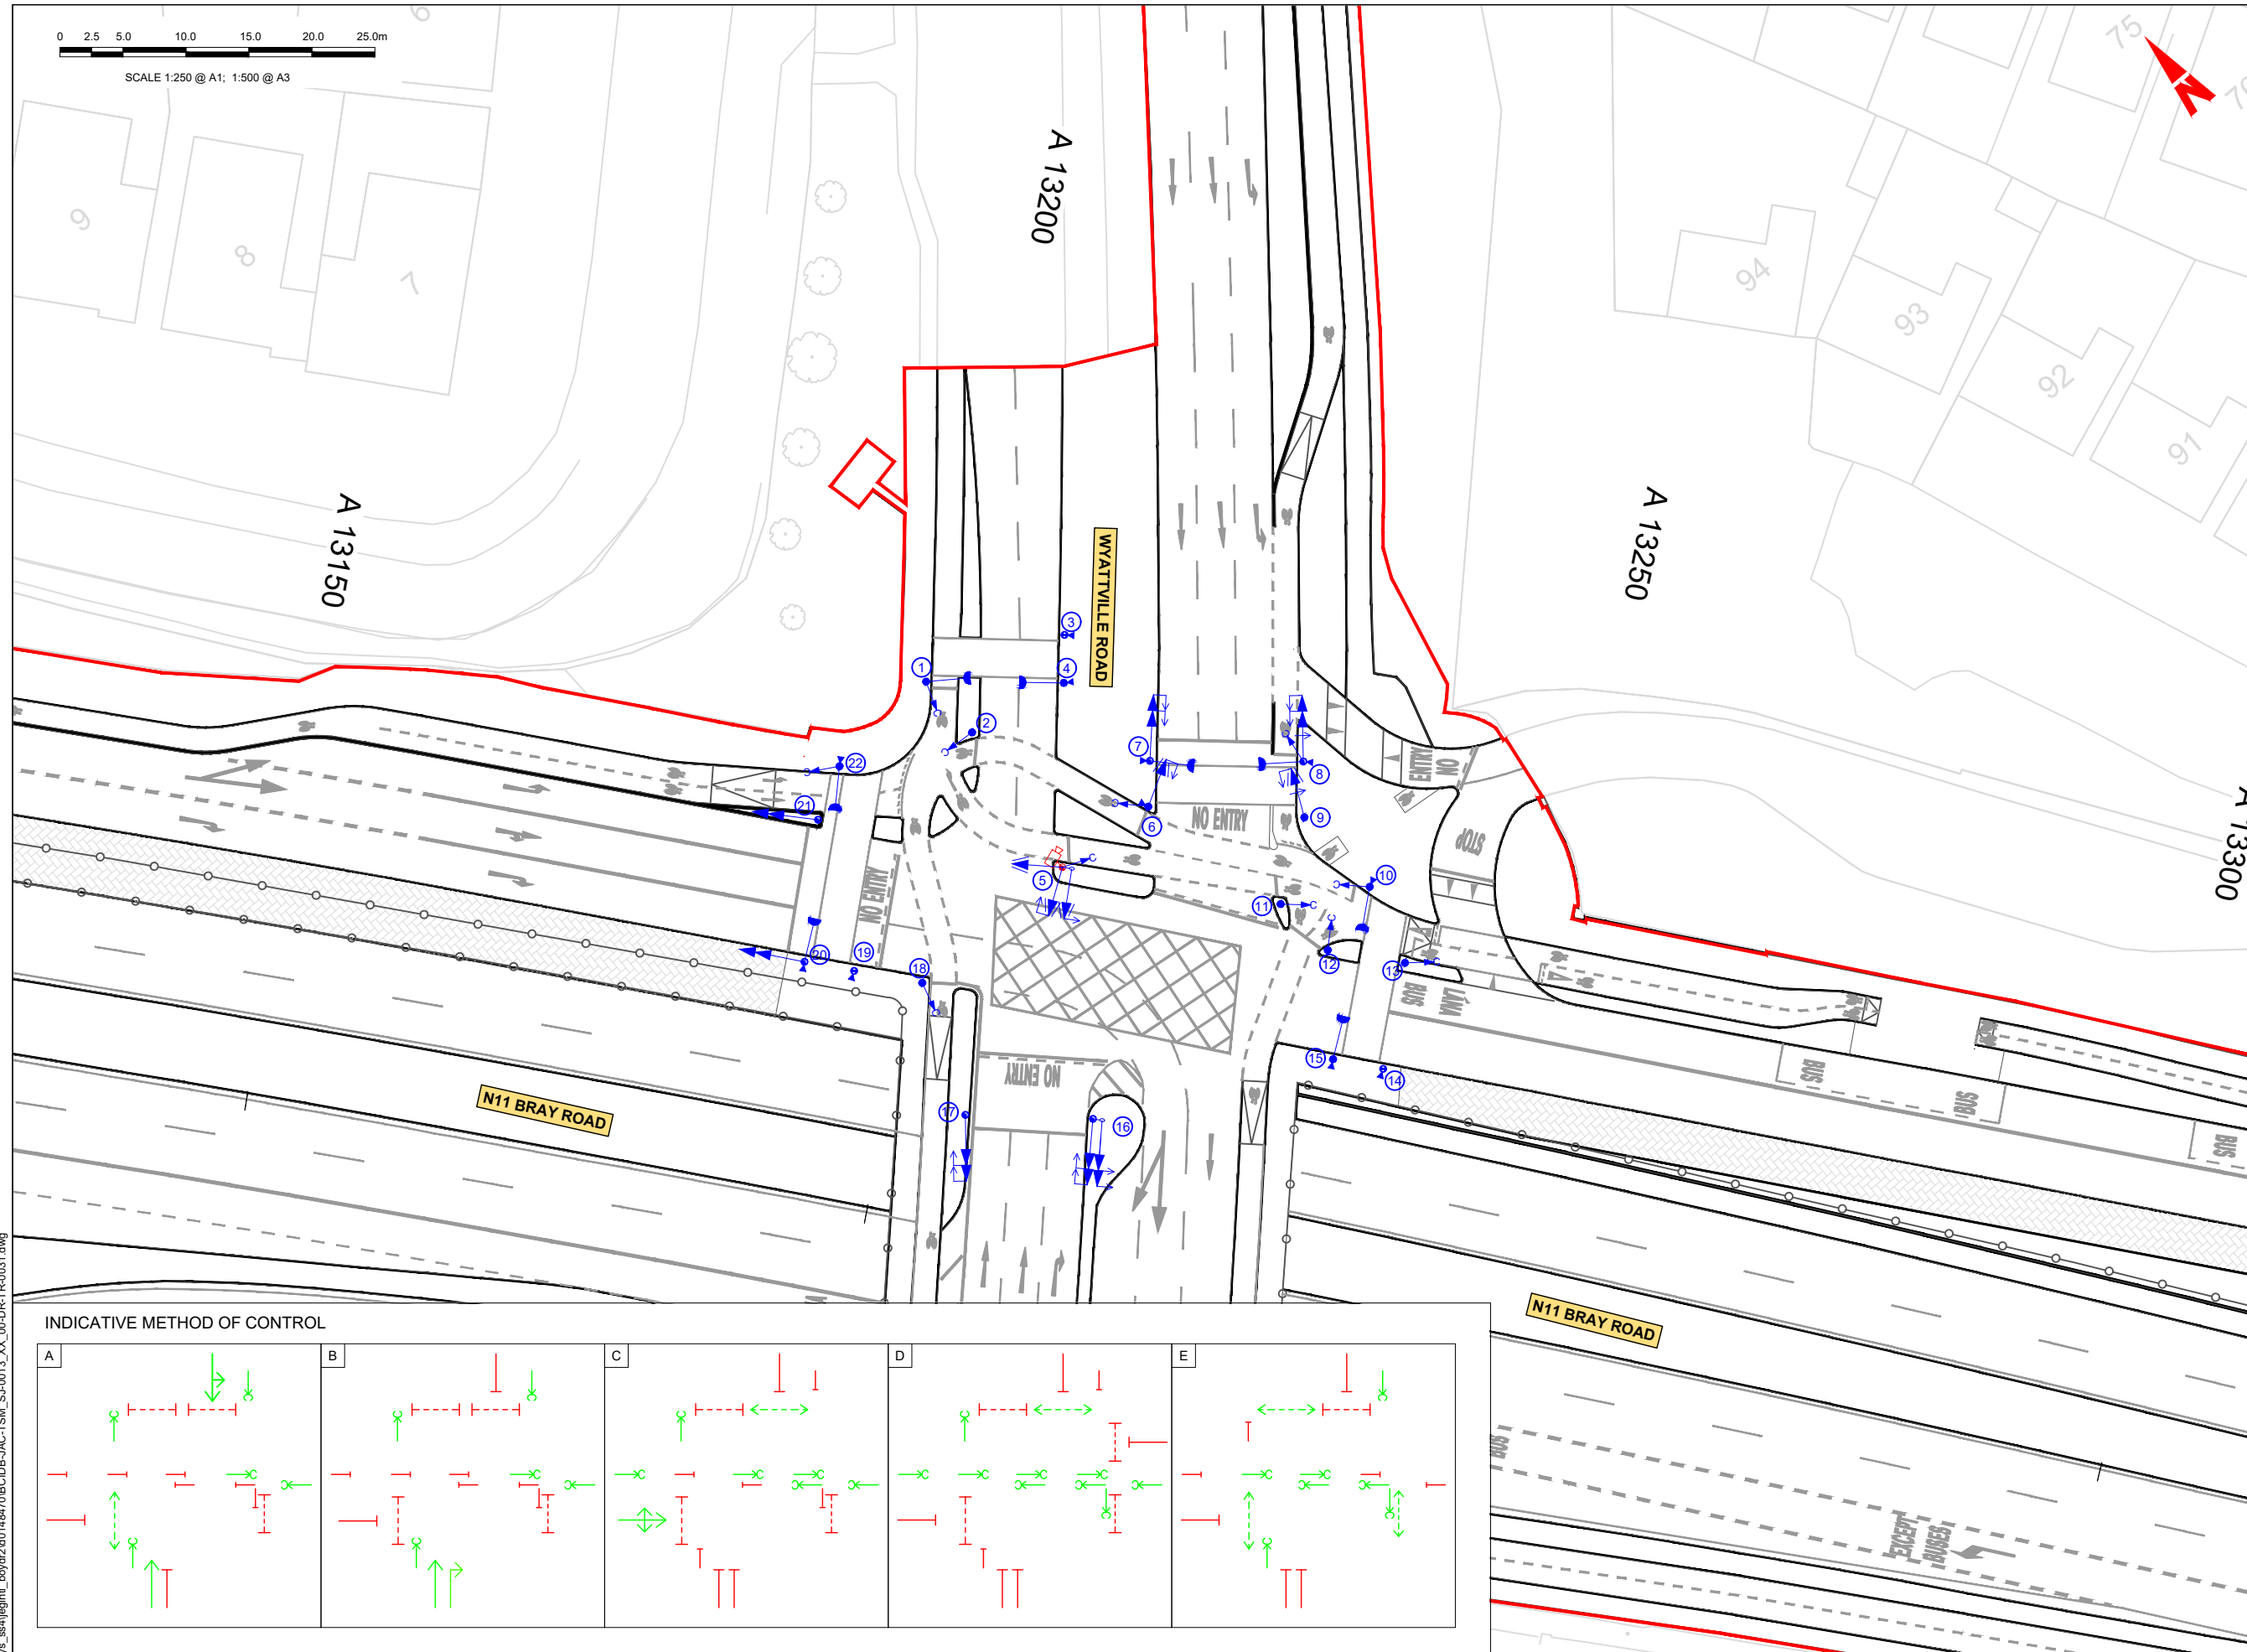 0 2.5 5.0 10.0 15.0 20.0 25.0m
SCALE 1:250 @ A1; 1:500 @ A3
6
75
76
N
9
8
7
94
93
92
91
A 13150
A 13200
A 13250
A 13300
WYATTVILLE ROAD
1
2
3
4
5
6
7
8
9
10
11
12
13
14
15
16
17
18
19
20
21
22
NO ENTRY
NO ENTRY
NO ENTRY
ENTRY
NO
STOP
LÁNA
BUS
BUS
BUS
BUS
BUS
EXCEPT
BUSES
N11 BRAY ROAD
N11 BRAY ROAD
INDICATIVE METHOD OF CONTROL
A
B
C
D
E